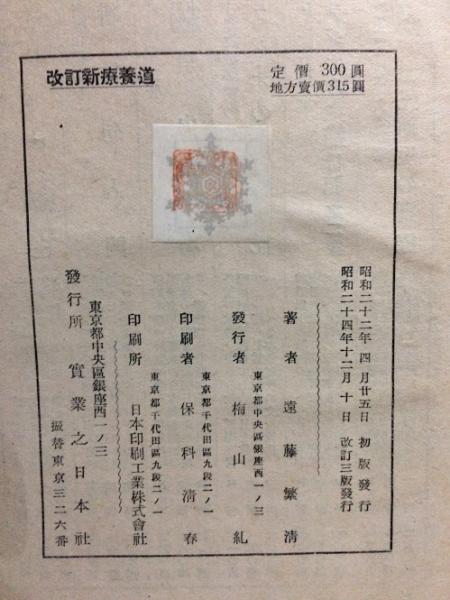 改訂新療養道
定價 300圓
地方賣價315圓
昭和二十二年 四月廿五日 初版發行
昭和二十四年十二月十日 改訂三版發行
著者 遠藤繁清
東京都中央區銀座西一ノ三
發行者 梅山糺
東京都千代田區九段二ノ一
印刷者 保科清春
東京都千代田區九段二ノ一
印刷所 日本印刷工業株式會社
東京都中央區銀座西一ノ三
發行所 實業之日本社
振替東京三二六番